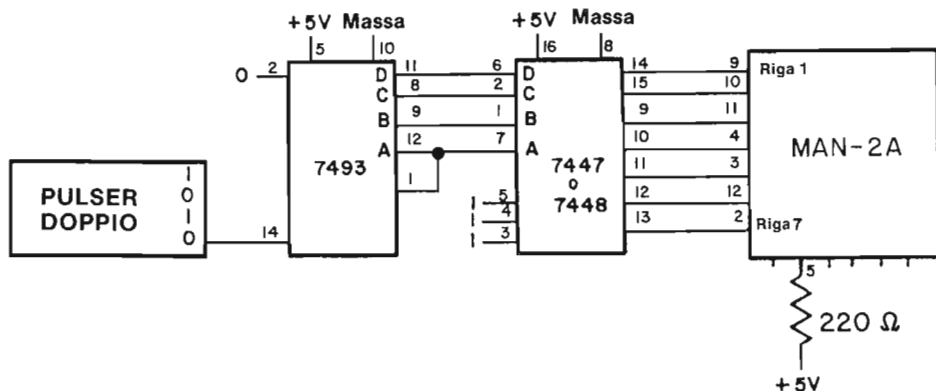 +5V Massa
5 10
0 2
D 11 6 D
C 8 2 C
B 9 1 B
A 12 7 A
1
7493
PULSER
DOPPIO
1
0
1
0
14
+5V Massa
16 8
7447
o
7448
1 5
1 4
1 3
14 9 Riga 1
15 10
9 11
10 4
11 3
12 12
13 2 Riga 7
MAN-2A
5
220 Ω
+5V